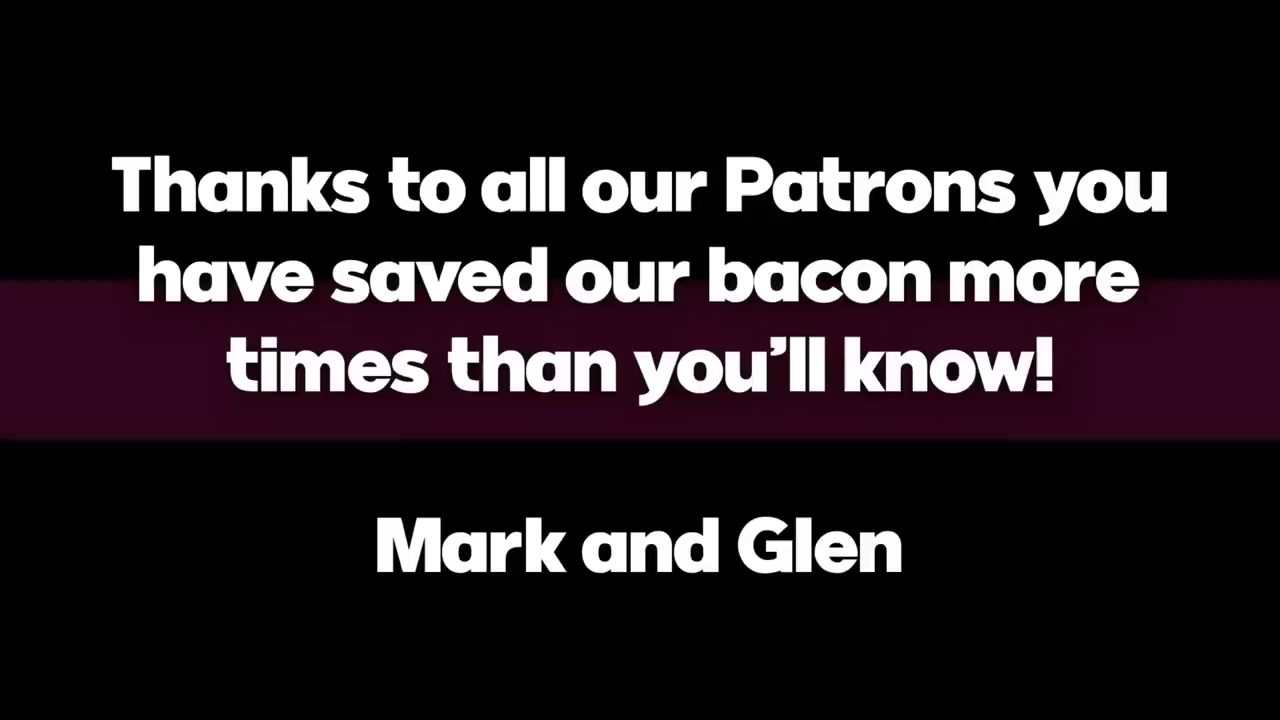 Thanks to all our Patrons you
have saved our bacon more
times than you’ll know!
Mark and Glen